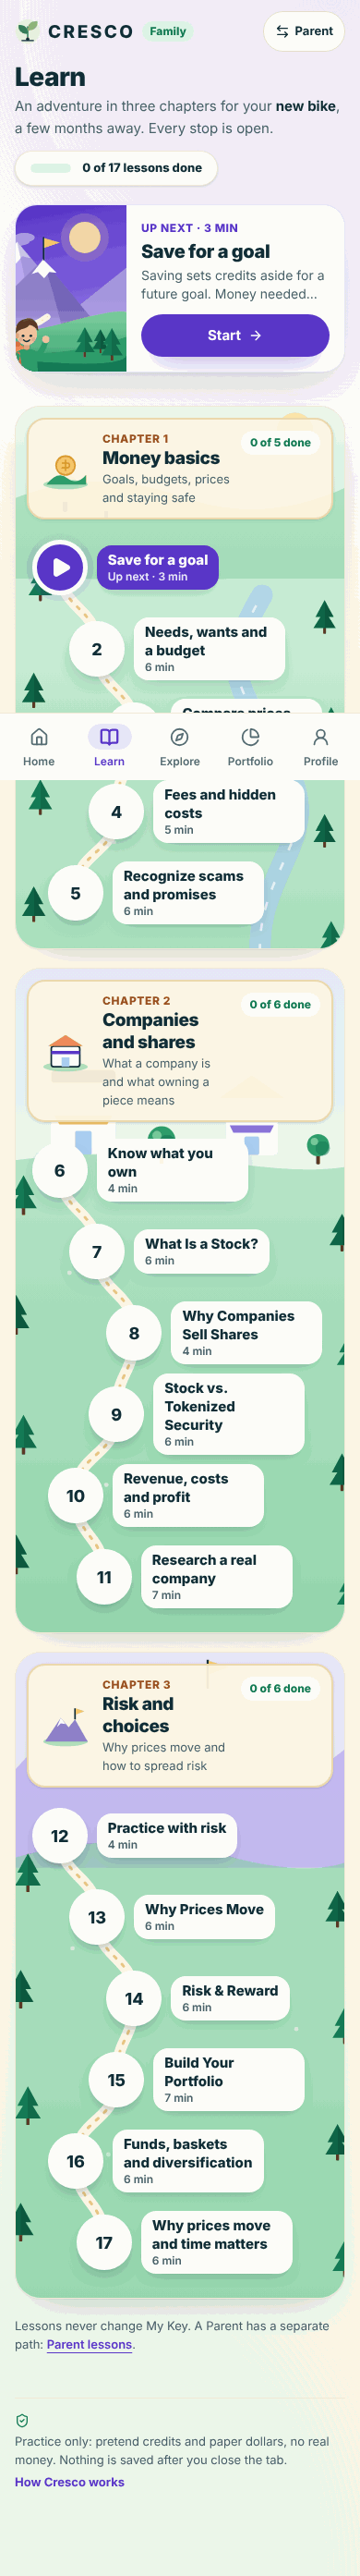 CRESCO Family
Parent
Learn
An adventure in three chapters for your new bike,
a few months away. Every stop is open.
0 of 17 lessons done
UP NEXT · 3 MIN
Save for a goal
Saving sets credits aside for a
future goal. Money needed...
Start
CHAPTER 1
0 of 5 done
Money basics
Goals, budgets, prices
and staying safe
Save for a goal
Up next · 3 min
2
Needs, wants and
a budget
6 min
Home
Learn
Explore
Portfolio
Profile
4
Fees and hidden
costs
5 min
5
Recognize scams
and promises
6 min
CHAPTER 2
0 of 6 done
Companies
and shares
What a company is
and what owning a
piece means
6
Know what you
own
4 min
7
What Is a Stock?
6 min
8
Why Companies
Sell Shares
4 min
9
Stock vs.
Tokenized
Security
6 min
10
Revenue, costs
and profit
6 min
11
Research a real
company
7 min
CHAPTER 3
0 of 6 done
Risk and
choices
Why prices move and
how to spread risk
12
Practice with risk
4 min
13
Why Prices Move
6 min
14
Risk & Reward
6 min
15
Build Your
Portfolio
7 min
16
Funds, baskets
and diversification
6 min
17
Why prices move
and time matters
6 min
Lessons never change My Key. A Parent has a separate
path: Parent lessons.
Practice only: pretend credits and paper dollars, no real
money. Nothing is saved after you close the tab.
How Cresco works